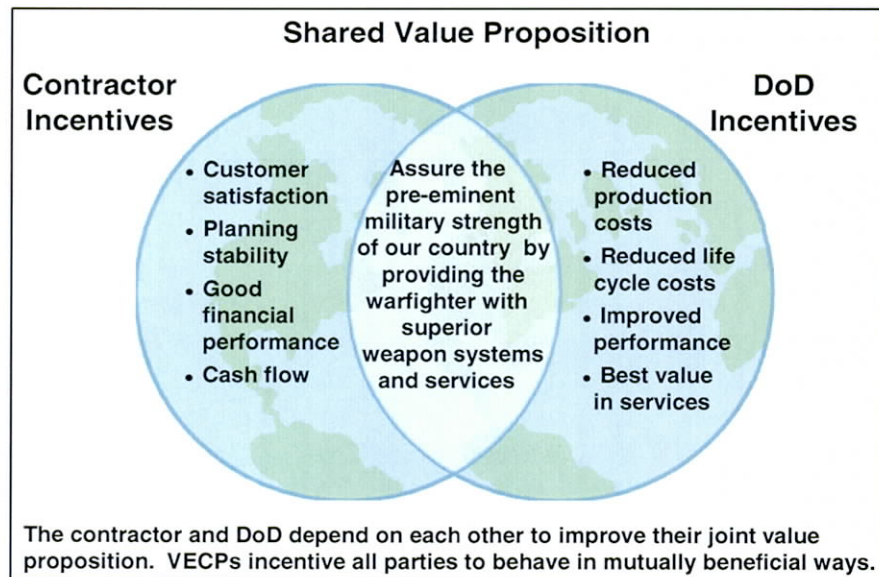 Shared Value Proposition
Contractor
Incentives
• Customer
satisfaction
• Planning
stability
• Good
financial
performance
• Cash flow
Assure the
pre-eminent
military strength
of our country by
providing the
warfighter with
superior
weapon systems
and services
DoD
Incentives
• Reduced
production
costs
• Reduced life
cycle costs
• Improved
performance
• Best value
in services
The contractor and DoD depend on each other to improve their joint value
proposition. VECPs incentive all parties to behave in mutually beneficial ways.